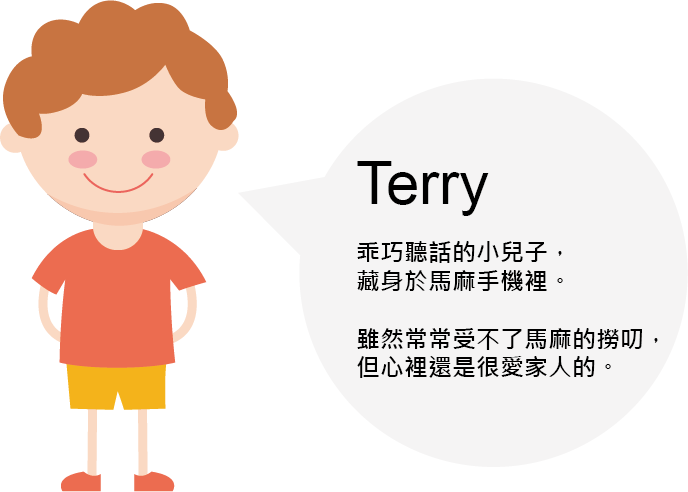 Terry
乖巧聽話的小兒子，
藏身於馬麻手機裡。
雖然常常受不了馬麻的撈叨，
但心裡還是很愛家人的。